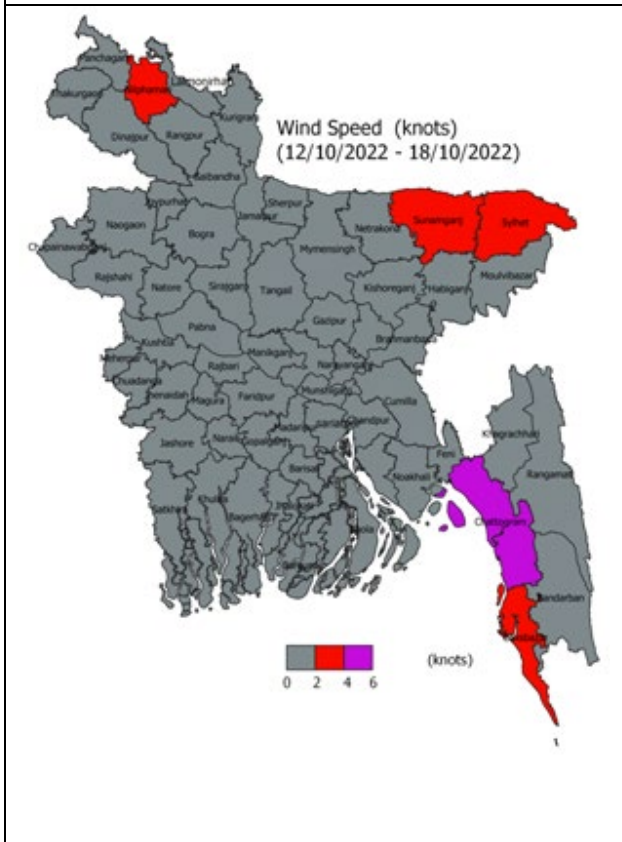 Panchagarh
Lalmonirhat
Nilphamari
Thakurgaon
Kurigram
Dinajpur
Rangpur
Wind Speed (knots)
(12/10/2022 - 18/10/2022)
Gaibandha
Sherpur
Joypurhat
Jamalpur
Sunamganj
Sylhet
Naogaon
Netrakona
Bogra
Mymensingh
Chapainawabganj
Moulvibazar
Rajshahi
Natore
Sirajganj
Tangail
Kishoreganj
Habiganj
Pabna
Gazipur
Kushtia
Brahmanbaria
Manikganj
Meherpur
Rajbari
Narayanganj
Chuadanga
Munshiganj
Jhenaidah
Magura
Faridpur
Cumilla
Khagrachhari
Chandpur
Madaripur
Jashore
Narail
Gopalganj
Feni
Rangamati
Barisal
Noakhali
Khulna
Satkhira
Bagerhat
Bhola
Chattogram
Bandarban
(knots)
0 2 4 6